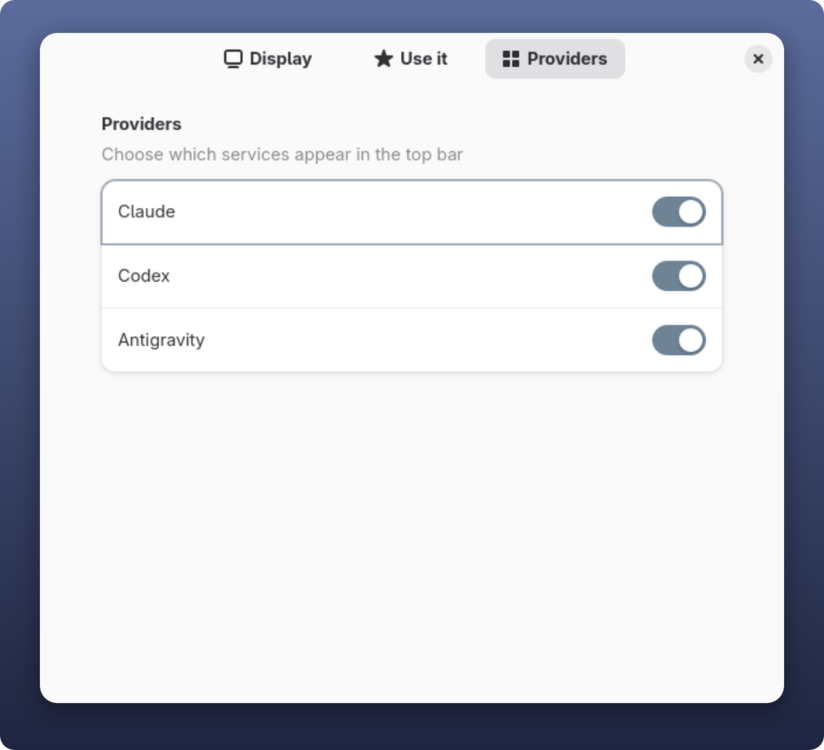 Display
Use it
Providers
Providers
Choose which services appear in the top bar
Claude
Codex
Antigravity